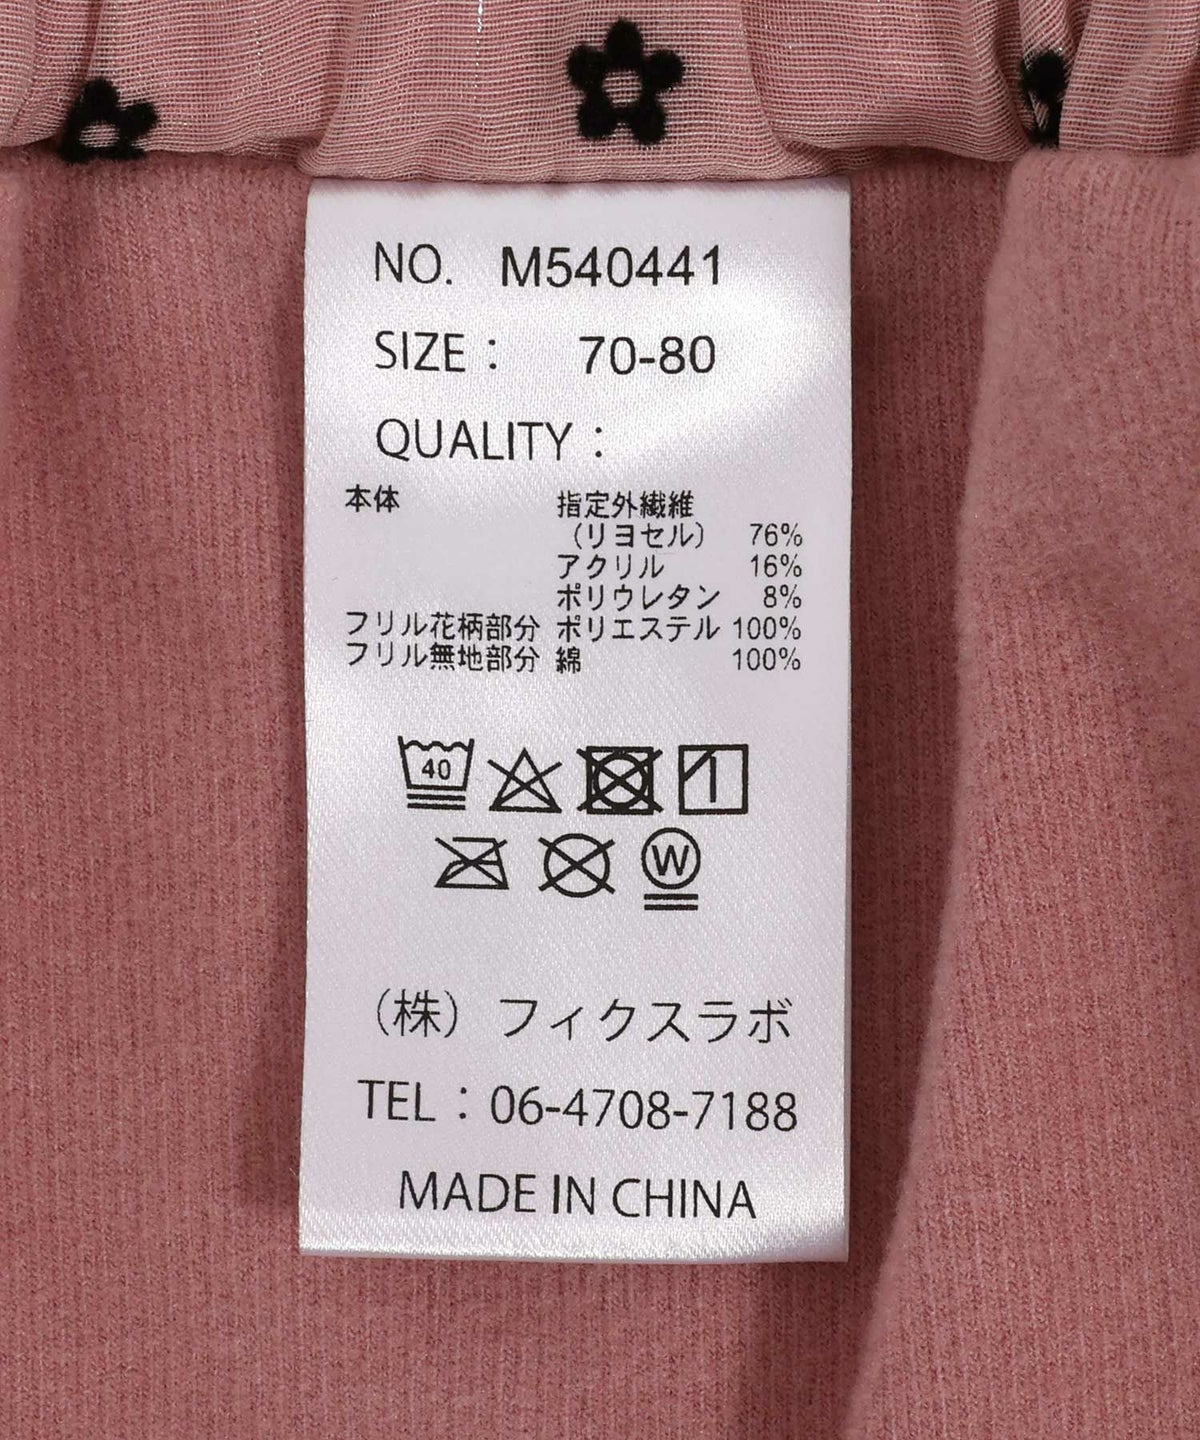 NO. M540441
SIZE : 70-80
QUALITY :
本体 指定外繊維
(リヨセル) 76%
アクリル 16%
ポリウレタン 8%
フリル花柄部分 ポリエステル 100%
フリル無地部分 綿 100%
40
W
(株) フィクスラボ
TEL : 06-4708-7188
MADE IN CHINA